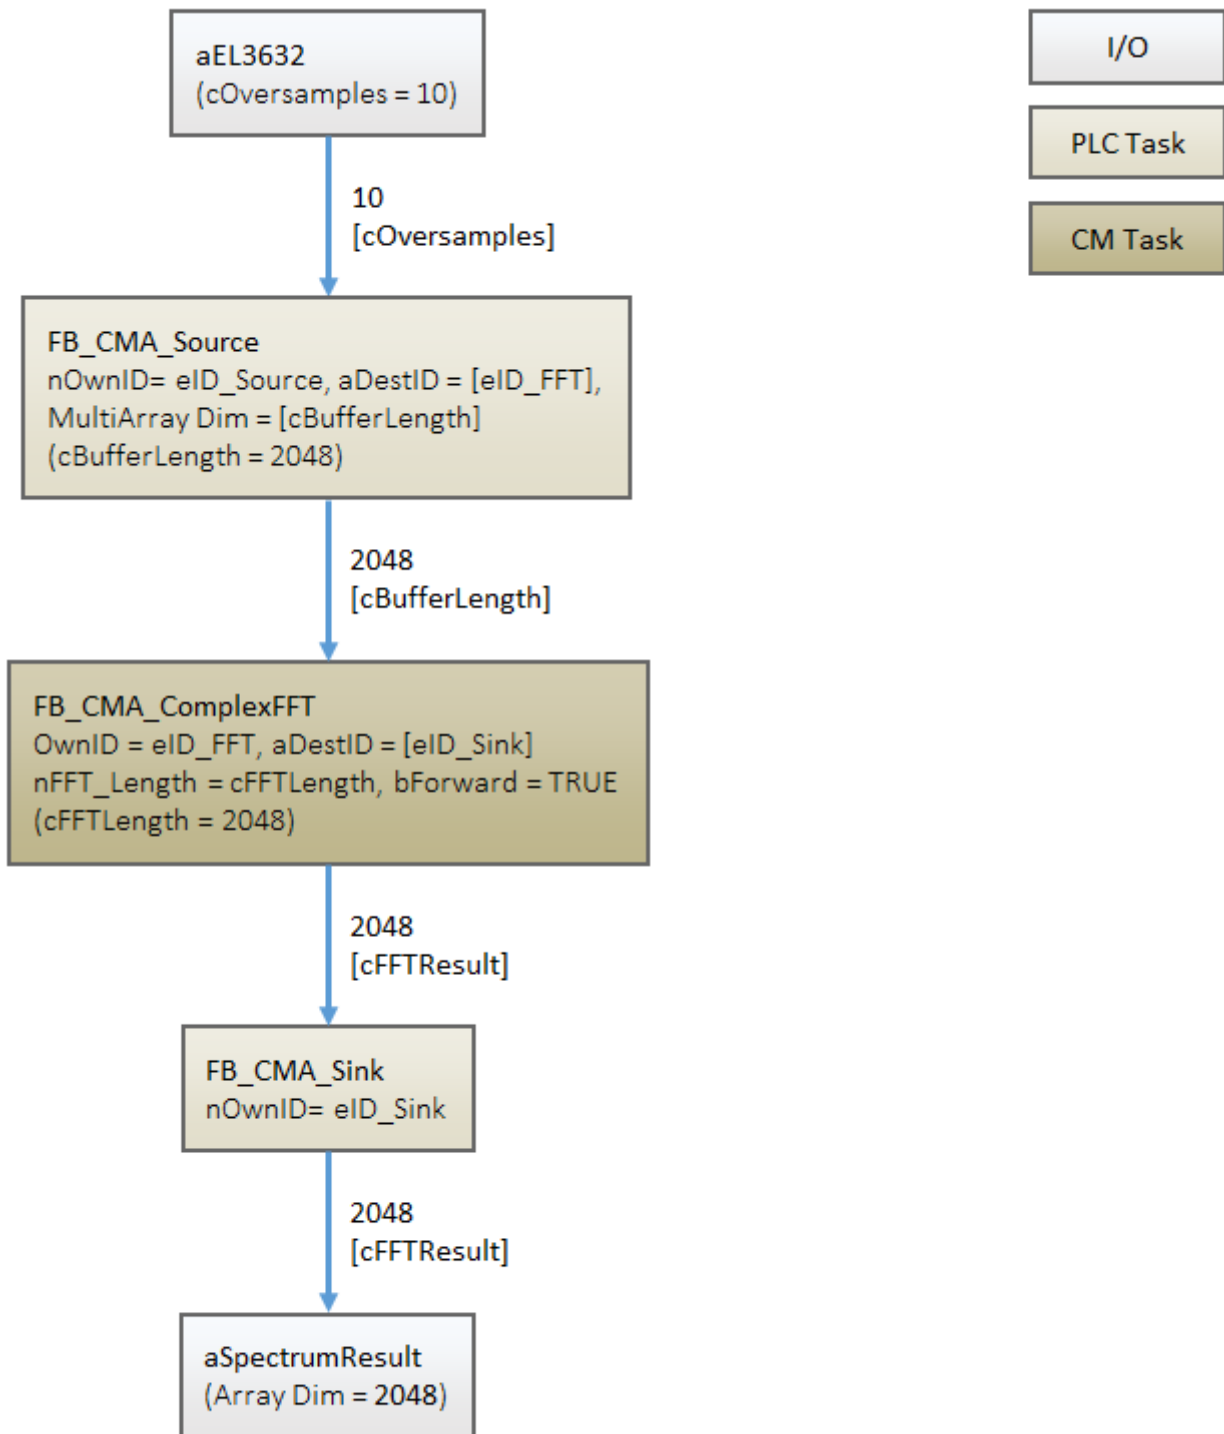 aEL3632
(cOversamples = 10)
10
[cOversamples]
FB_CMA_Source
nOwnID= eID_Source, aDestID = [eID_FFT],
MultiArray Dim = [cBufferLength]
(cBufferLength = 2048)
2048
[cBufferLength]
FB_CMA_ComplexFFT
OwnID = eID_FFT, aDestID = [eID_Sink]
nFFT_Length = cFFTLength, bForward = TRUE
(cFFTLength = 2048)
2048
[cFFTResult]
FB_CMA_Sink
nOwnID= eID_Sink
2048
[cFFTResult]
aSpectrumResult
(Array Dim = 2048)
I/O
PLC Task
CM Task